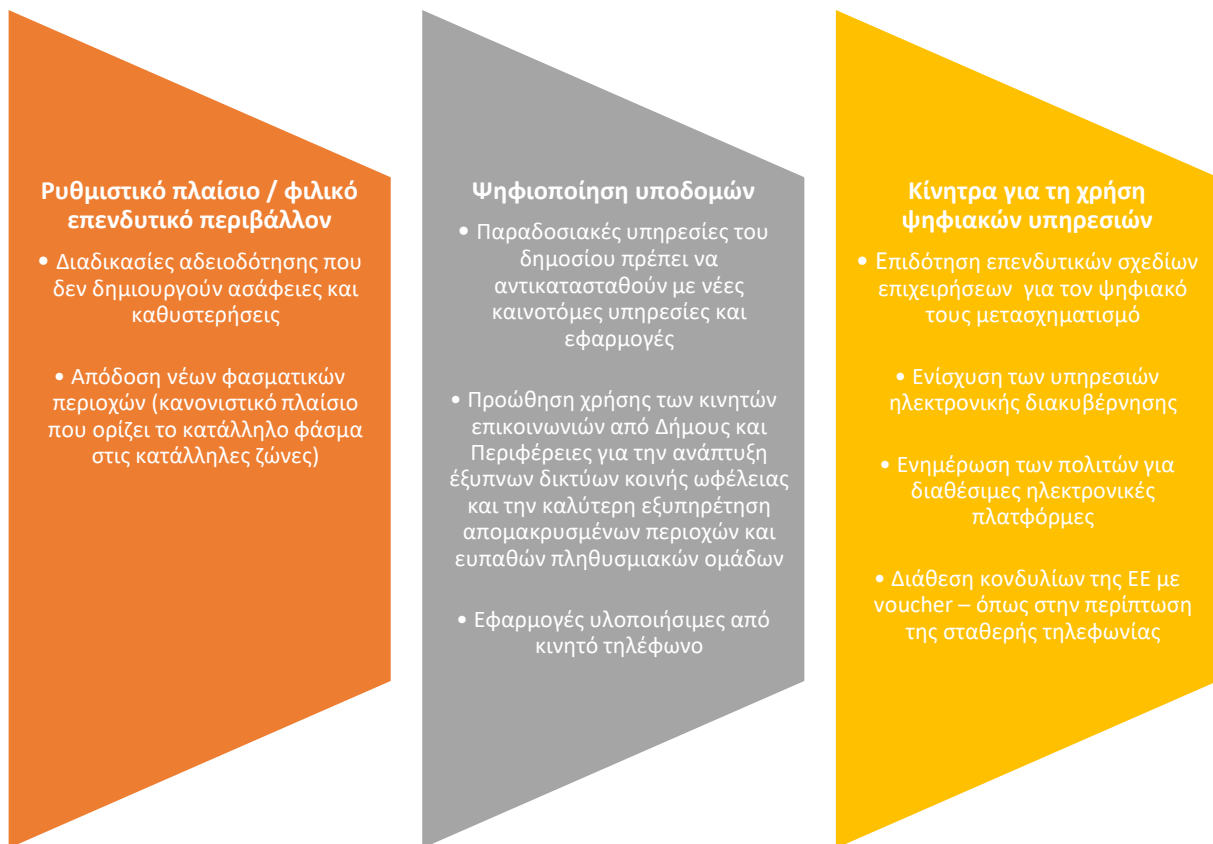 Ρυθμιστικό πλαίσιο / φιλικό
επενδυτικό περιβάλλον
• Διαδικασίες αδειοδότησης που
δεν δημιουργούν ασάφειες και
καθυστερήσεις
• Απόδοση νέων φασματικών
περιοχών (κανονιστικό πλαίσιο
που ορίζει το κατάλληλο φάσμα
στις κατάλληλες ζώνες)
Ψηφιοποίηση υποδομών
• Παραδοσιακές υπηρεσίες του
δημοσίου πρέπει να
αντικατασταθούν με νέες
καινοτόμες υπηρεσίες και
εφαρμογές
• Προώθηση χρήσης των κινητών
επικοινωνιών από Δήμους και
Περιφέρειες για την ανάπτυξη
έξυπνων δικτύων κοινής ωφέλειας
και την καλύτερη εξυπηρέτηση
απομακρυσμένων περιοχών και
ευπαθών πληθυσμιακών ομάδων
• Εφαρμογές υλοποιήσιμες από
κινητό τηλέφωνο
Κίνητρα για τη χρήση
ψηφιακών υπηρεσιών
• Επιδότηση επενδυτικών σχεδίων
επιχειρήσεων  για τον ψηφιακό
τους μετασχηματισμό
• Ενίσχυση των υπηρεσιών
ηλεκτρονικής διακυβέρνησης
• Ενημέρωση των πολιτών για
διαθέσιμες ηλεκτρονικές
πλατφόρμες
• Διάθεση κονδυλίων της ΕΕ με
voucher – όπως στην περίπτωση
της σταθερής τηλεφωνίας